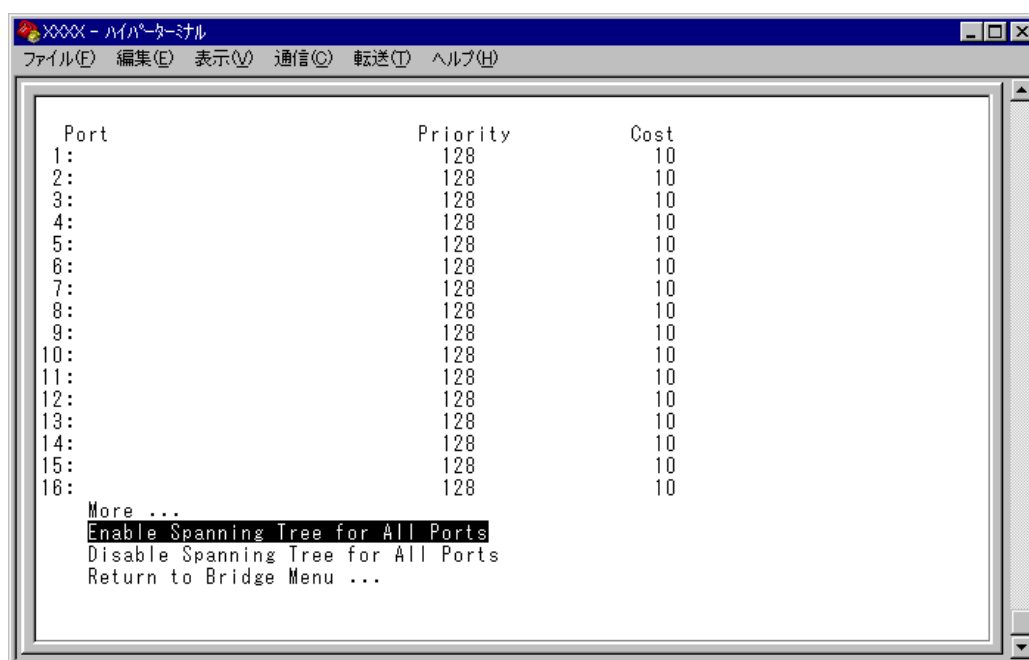 XXXX - ﾊｲﾊﾟｰﾀｰﾐﾅﾙ
ファイル(F) 編集(E) 表示(V) 通信(C) 転送(T) ヘルプ(H)
Port Priority Cost
1: 128 10
2: 128 10
3: 128 10
4: 128 10
5: 128 10
6: 128 10
7: 128 10
8: 128 10
9: 128 10
10: 128 10
11: 128 10
12: 128 10
13: 128 10
14: 128 10
15: 128 10
16: 128 10
More ...
Enable Spanning Tree for All Ports
Disable Spanning Tree for All Ports
Return to Bridge Menu ...